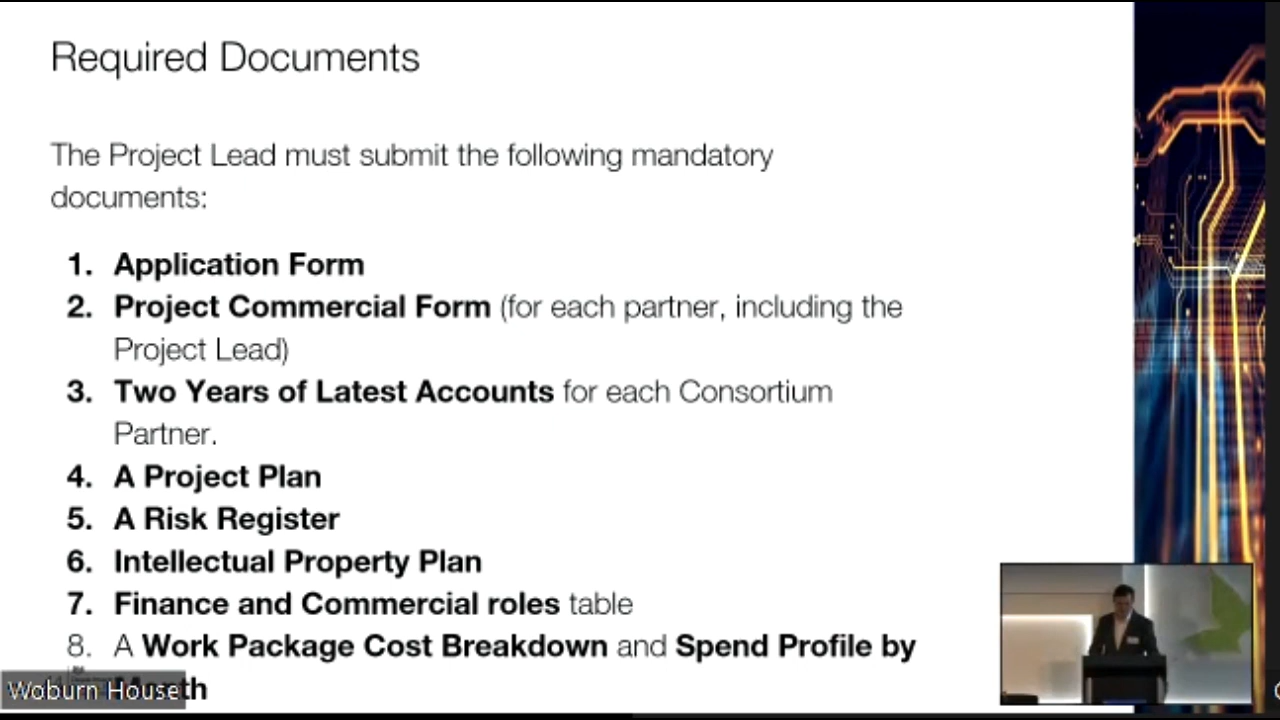 Required Documents
The Project Lead must submit the following mandatory
documents:
1. Application Form
2. Project Commercial Form (for each partner, including the
Project Lead)
3. Two Years of Latest Accounts for each Consortium
Partner.
4. A Project Plan
5. A Risk Register
6. Intellectual Property Plan
7. Finance and Commercial roles table
8. A Work Package Cost Breakdown and Spend Profile by
Month
Woburn House